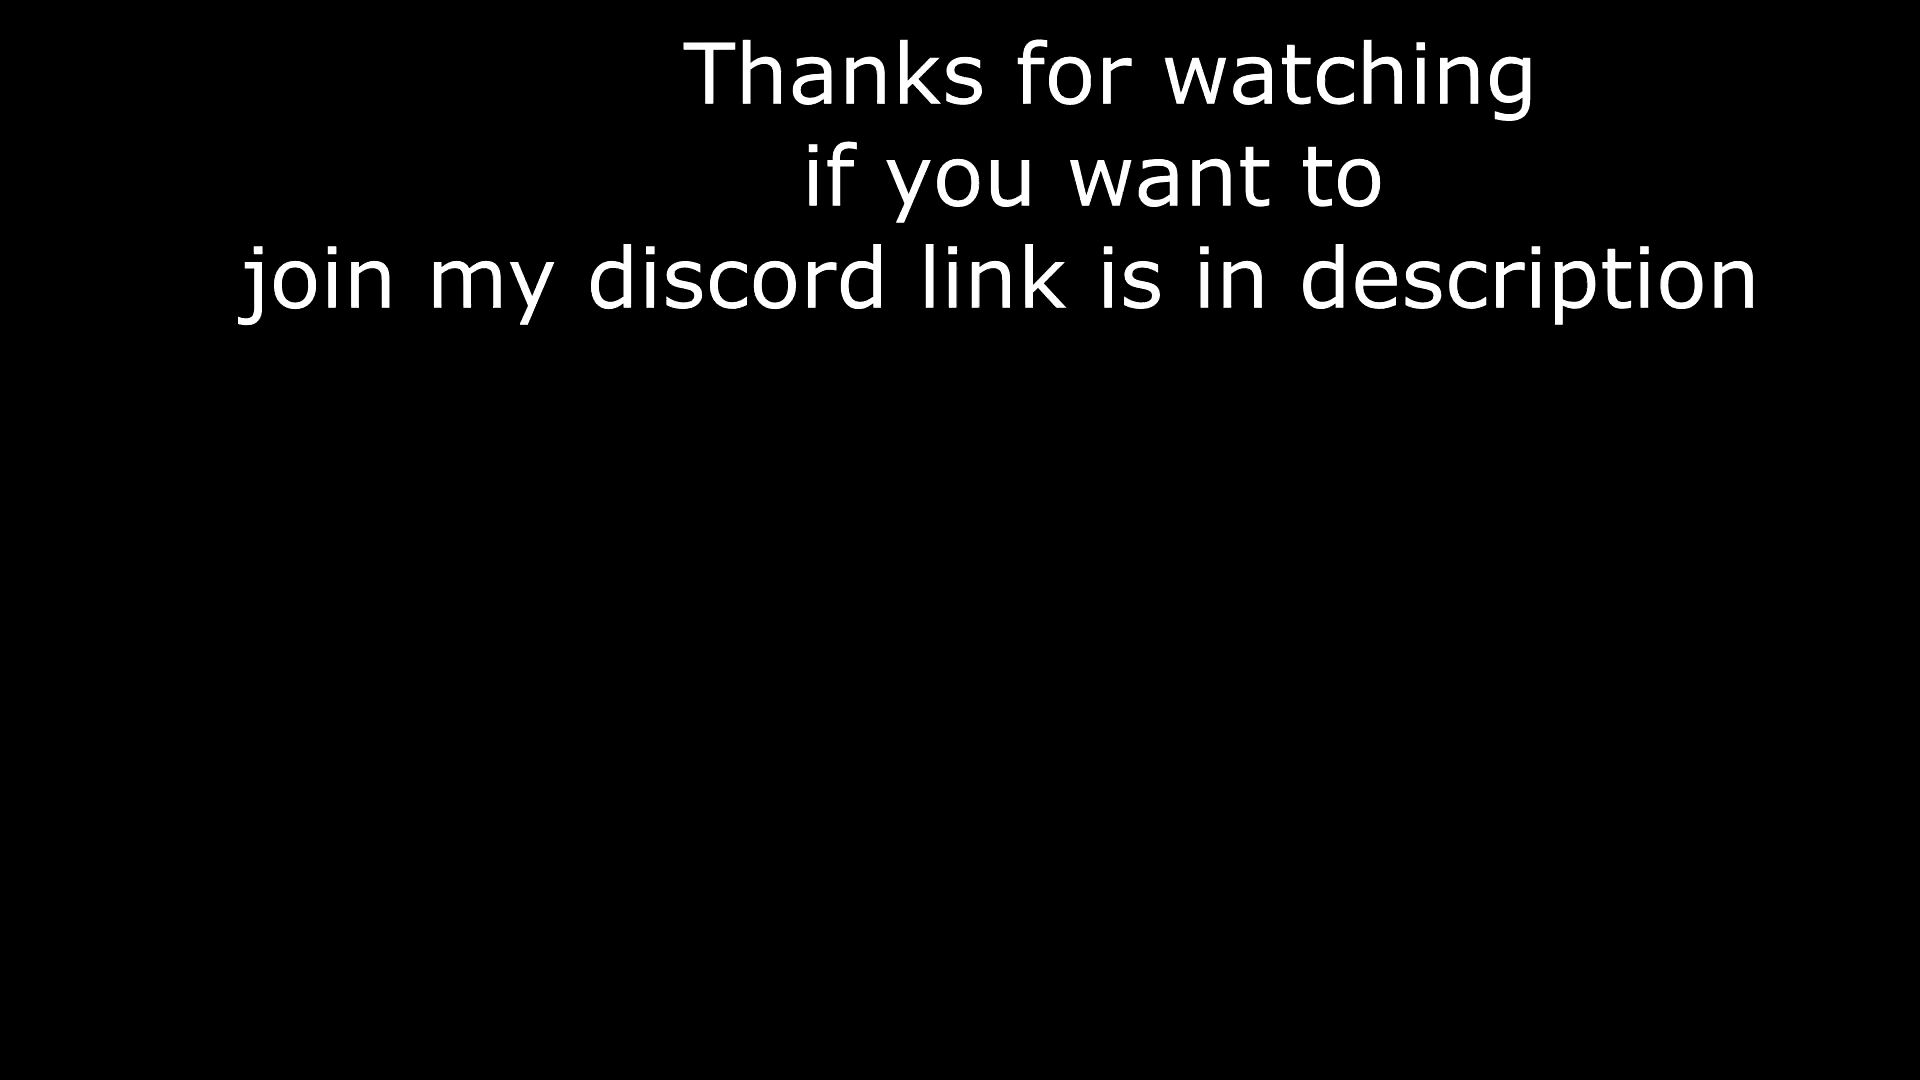 Thanks for watching
if you want to
join my discord link is in description